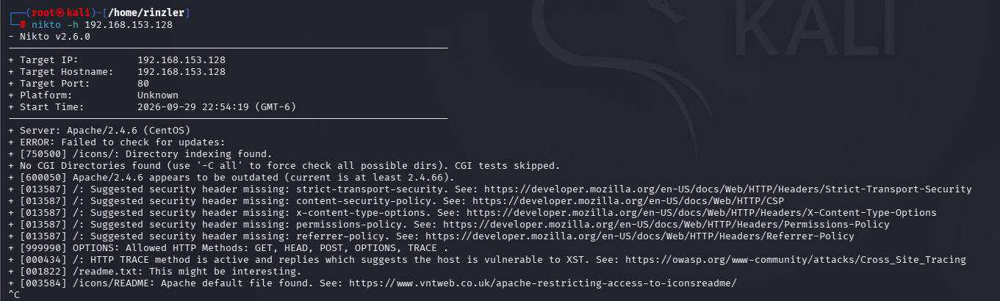 ┌──(root㉿kali)-[/home/rinzler]
└─# nikto -h 192.168.153.128
- Nikto v2.6.0
+ Target IP:          192.168.153.128
+ Target Hostname:    192.168.153.128
+ Target Port:        80
+ Platform:           Unknown
+ Start Time:         2026-09-29 22:54:19 (GMT-6)
+ Server: Apache/2.4.6 (CentOS)
+ ERROR: Failed to check for updates:
+ [750500] /icons/: Directory indexing found.
+ No CGI Directories found (use '-C all' to force check all possible dirs). CGI tests skipped.
+ [600050] Apache/2.4.6 appears to be outdated (current is at least 2.4.66).
+ [013587] /: Suggested security header missing: strict-transport-security. See: https://developer.mozilla.org/en-US/docs/Web/HTTP/Headers/Strict-Transport-Security
+ [013587] /: Suggested security header missing: content-security-policy. See: https://developer.mozilla.org/en-US/docs/Web/HTTP/CSP
+ [013587] /: Suggested security header missing: x-content-type-options. See: https://developer.mozilla.org/en-US/docs/Web/HTTP/Headers/X-Content-Type-Options
+ [013587] /: Suggested security header missing: permissions-policy. See: https://developer.mozilla.org/en-US/docs/Web/HTTP/Headers/Permissions-Policy
+ [013587] /: Suggested security header missing: referrer-policy. See: https://developer.mozilla.org/en-US/docs/Web/HTTP/Headers/Referrer-Policy
+ [999990] OPTIONS: Allowed HTTP Methods: GET, HEAD, POST, OPTIONS, TRACE .
+ [000434] /: HTTP TRACE method is active and replies which suggests the host is vulnerable to XST. See: https://owasp.org/www-community/attacks/Cross_Site_Tracing
+ [001822] /readme.txt: This might be interesting.
+ [003584] /icons/README: Apache default file found. See: https://www.vntweb.co.uk/apache-restricting-access-to-iconsreadme/
^C
KALI